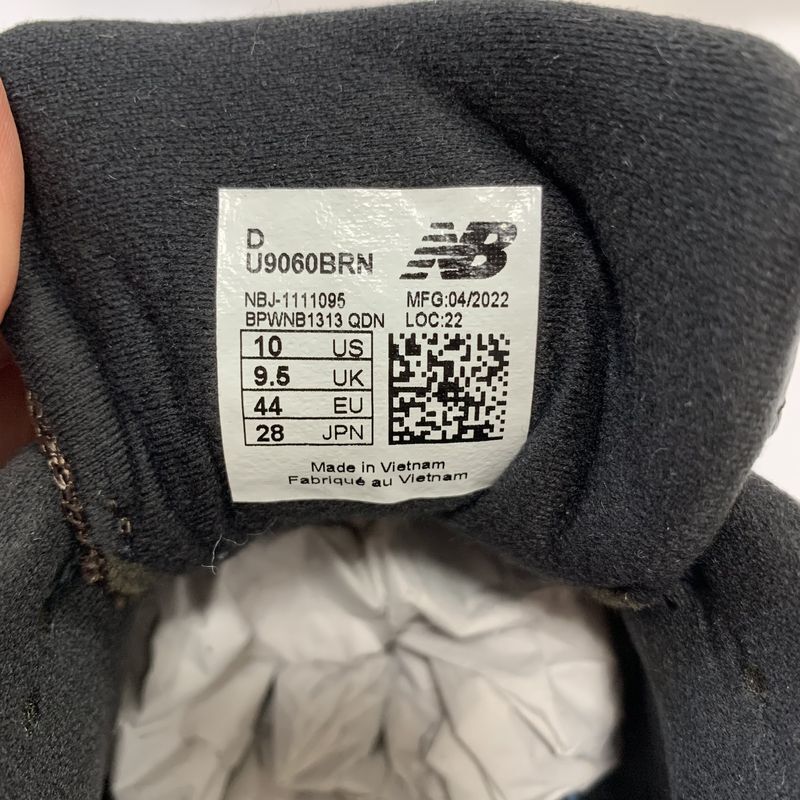 D
U9060BRN
NB
NBJ-1111095
MFG:04/2022
BPWNB1313 QDN
LOC:22
10 US
9.5 UK
44 EU
28 JPN
Made in Vietnam
Fabriqué au Vietnam